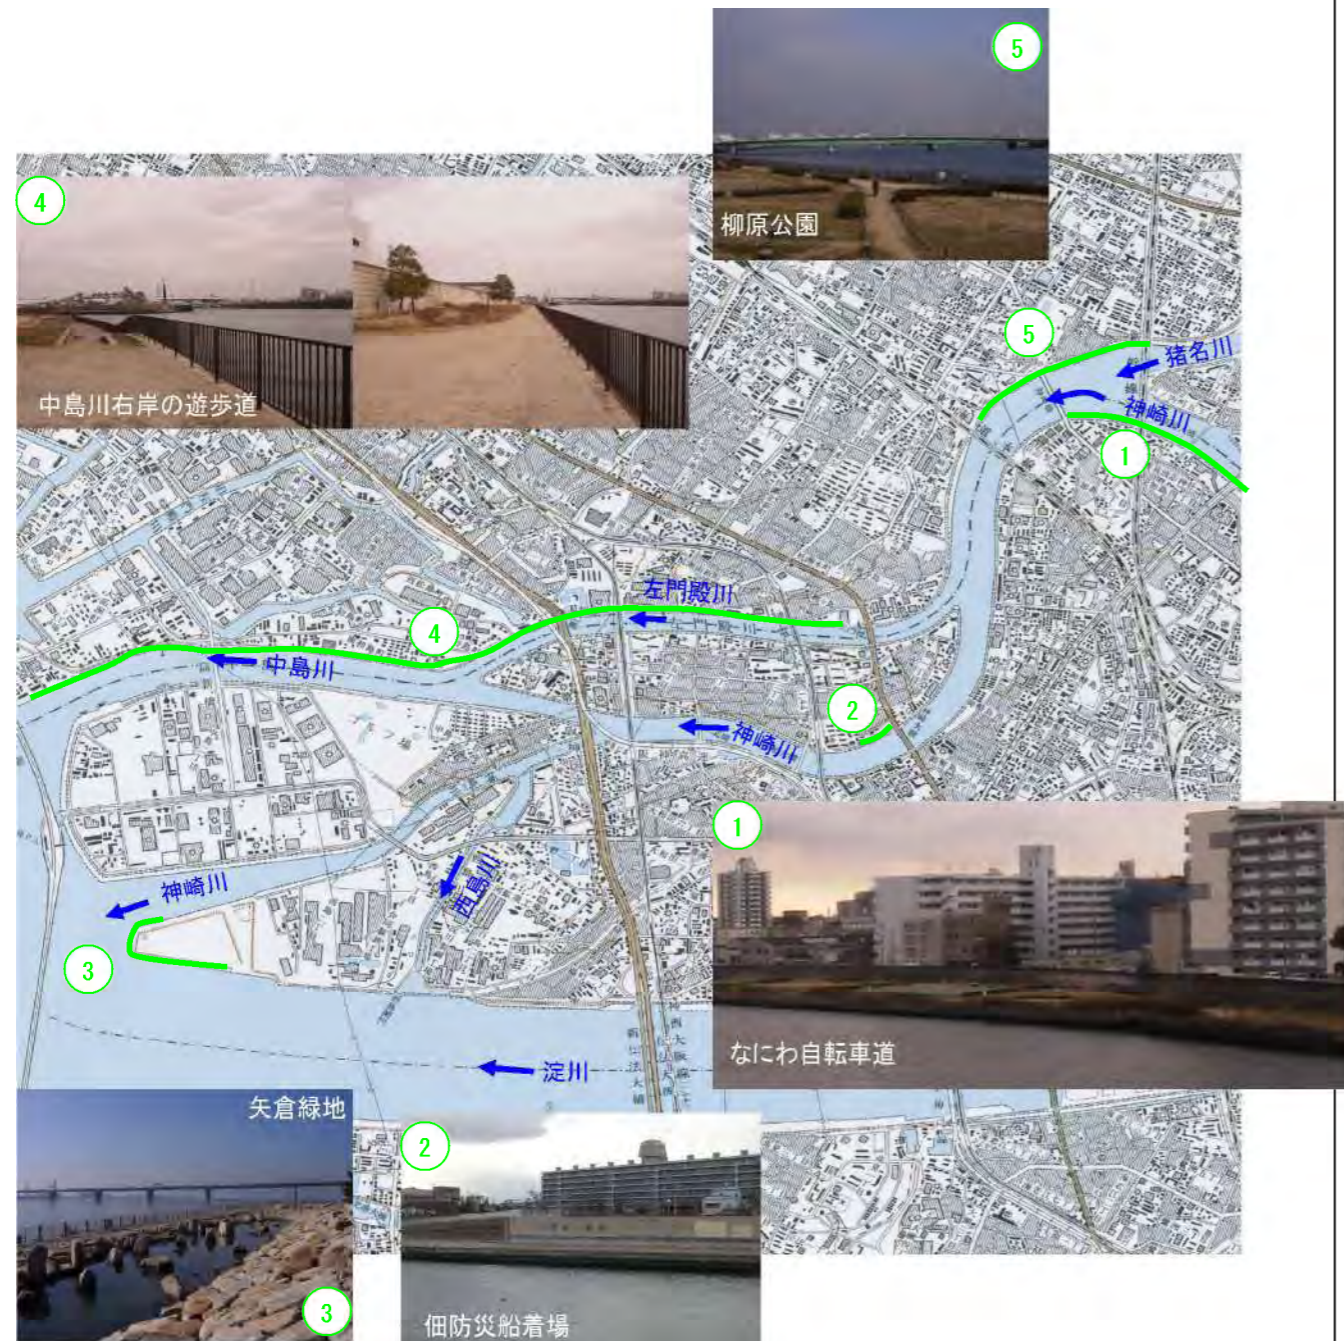 ⑤
柳原公園
④
中島川右岸の遊歩道
⑤
猪名川
神崎川
①
左門殿川
④
中島川
②
神崎川
①
西島川
神崎川
③
なにわ自転車道
淀川
矢倉緑地
②
③
佃防災船着場